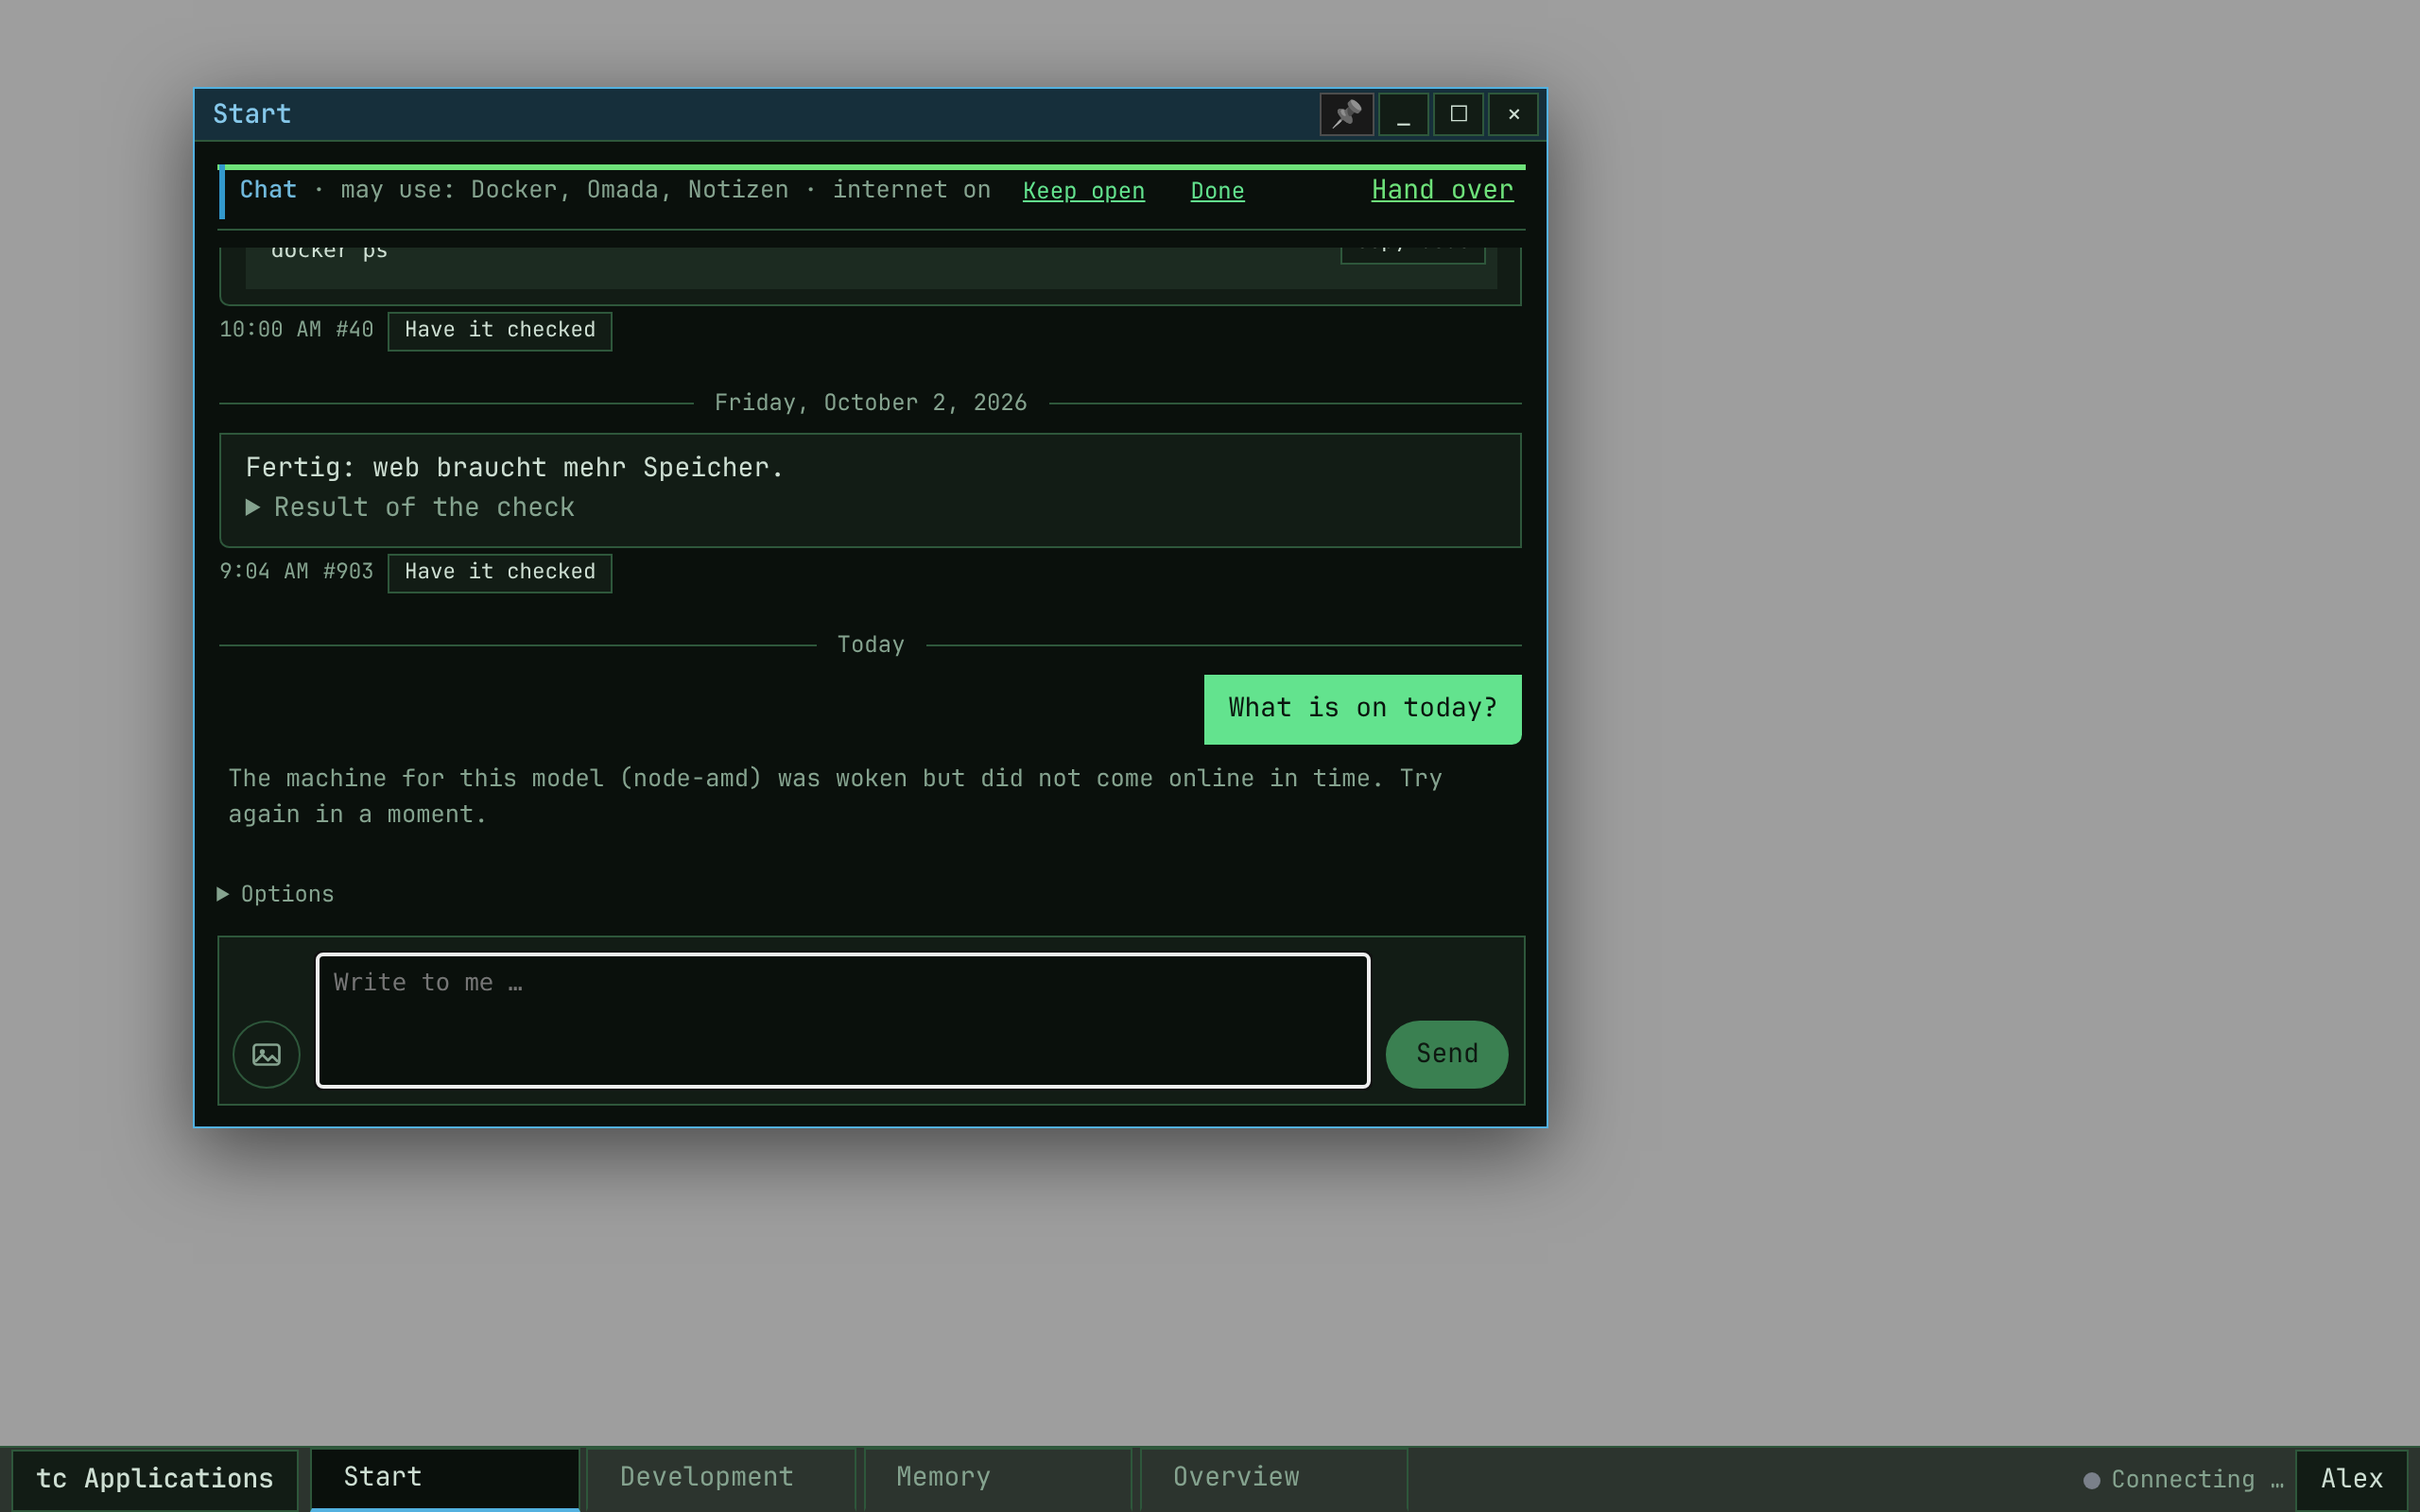 Start
_ □ ×
Chat · may use: Docker, Omada, Notizen · internet on Keep open Done Hand over
docker ps
10:00 AM #40 Have it checked
Friday, October 2, 2026
Fertig: web braucht mehr Speicher.
▶ Result of the check
9:04 AM #903 Have it checked
Today
What is on today?
The machine for this model (node-amd) was woken but did not come online in time. Try
again in a moment.
▶ Options
Write to me …
Send
tc Applications Start Development Memory Overview Connecting … Alex